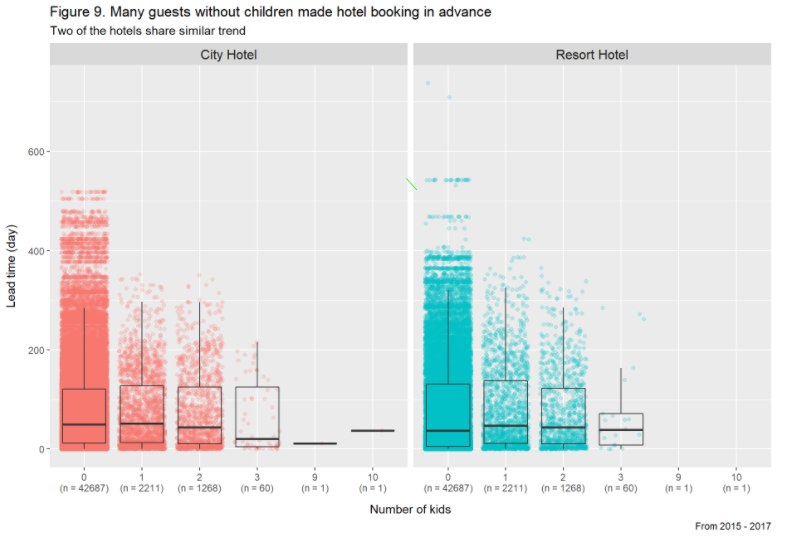 Figure 9. Many guests without children made hotel booking in advance
Two of the hotels share similar trend
City Hotel
Resort Hotel
Lead time (day)
600
400
200
0
0 1 2 3 9 10
(n = 42687) (n = 2211) (n = 1268) (n = 60) (n = 1) (n = 1)
0 1 2 3 9 10
(n = 42687) (n = 2211) (n = 1268) (n = 60) (n = 1) (n = 1)
Number of kids
From 2015 - 2017